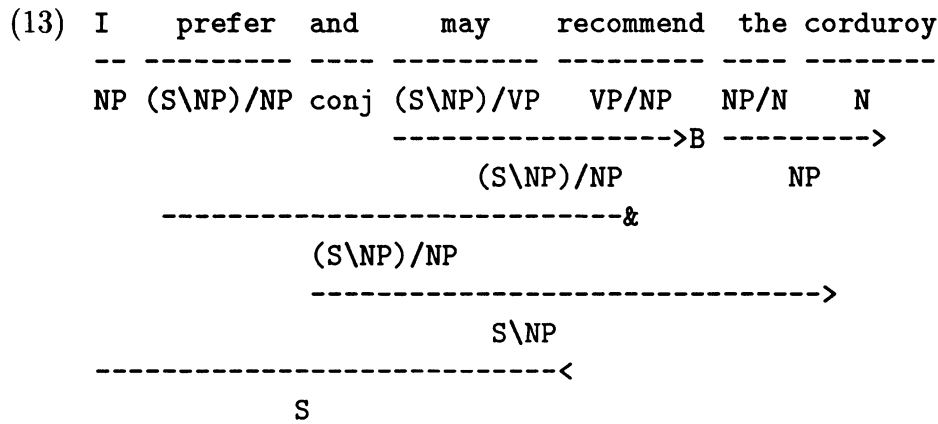 (13) I prefer and may recommend the corduroy
-- --------- ---- --------- --------- ---- --------
NP (S\NP)/NP conj (S\NP)/VP VP/NP NP/N N
----------------->B --------->
(S\NP)/NP NP
----------------------------&
(S\NP)/NP
------------------------------->
S\NP
----------------------------<
S